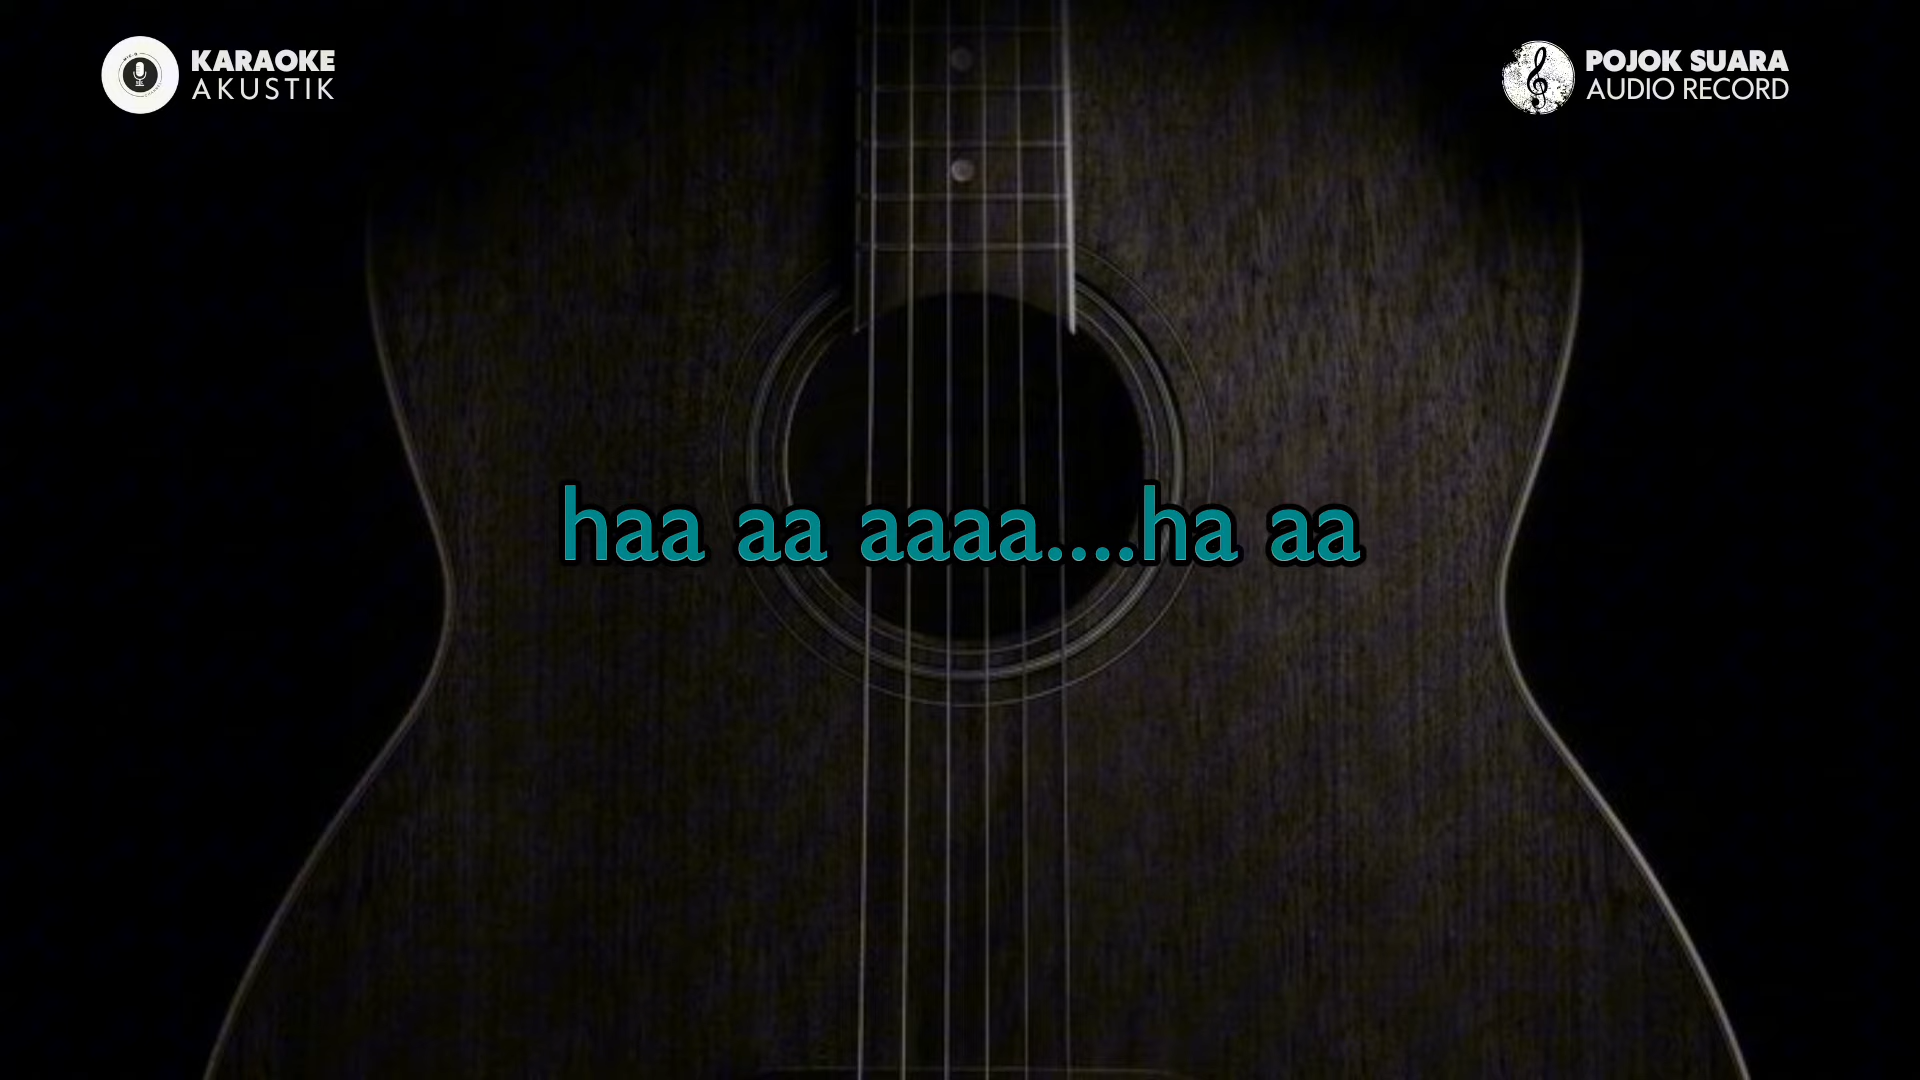 KARAOKE
AKUSTIK
POJOK SUARA
AUDIO RECORD
haa aa aaaa....ha aa